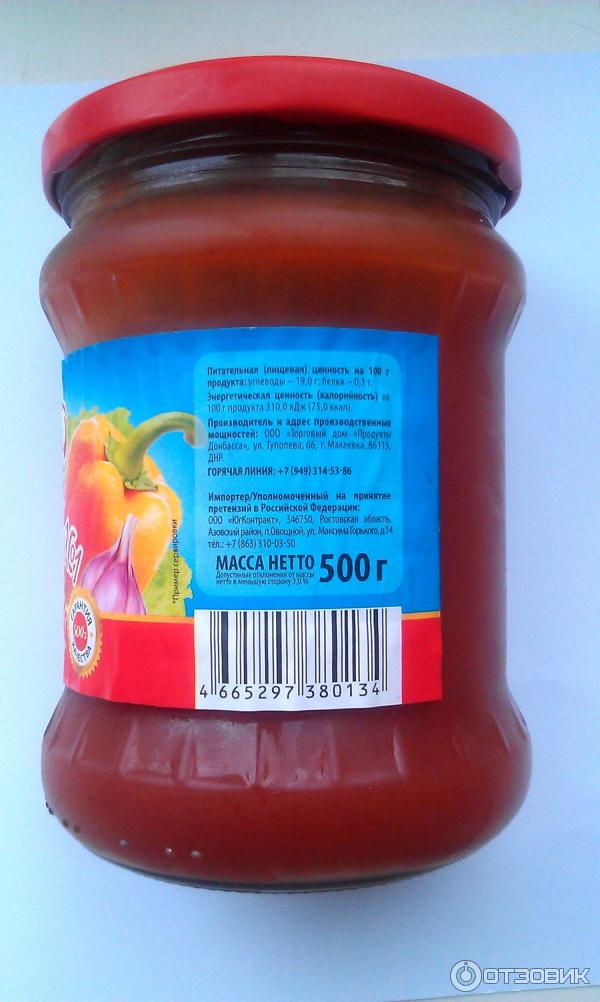 Питательная (пищевая) ценность на 100 г
продукта: углеводы – 19,0 г; белки – 0,1 г.
Энергетическая ценность (калорийность) на
100 г продукта 310,0 кДж (75,0 ккал).
Производитель и адрес производственных
мощностей: ООО «Торговый дом «Продукты
Донбасса», ул. Туполева, 66, г. Макеевка, 86115,
ДНР.
ГОРЯЧАЯ ЛИНИЯ: +7 (949) 314-53-86
Импортер/Уполномоченный на принятие
претензий в Российской Федерации:
ООО «ЮгКонтракт», 346750, Ростовская область,
Азовский район, п.Овощной, ул. Максима Горького, д.14
тел.: +7 (863) 310-03-50
МАССА НЕТТО 500 г
Допустимые отклонения от массы
нетто в меньшую сторону 3,0 %
*Пример сервировки
ГАРАНТИЯ
500г
КАЧЕСТВА
4 665297 380134
ОТЗОВИК